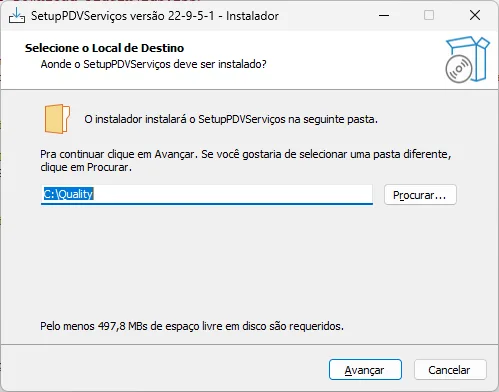 SetupPDVServiços versão 22-9-5-1 - Instalador
Selecione o Local de Destino
Aonde o SetupPDVServiços deve ser instalado?
O instalador instalará o SetupPDVServiços na seguinte pasta.
Pra continuar clique em Avançar. Se você gostaria de selecionar uma pasta diferente,
clique em Procurar.
C:\Quality
Procurar...
Pelo menos 497,8 MBs de espaço livre em disco são requeridos.
Avançar
Cancelar